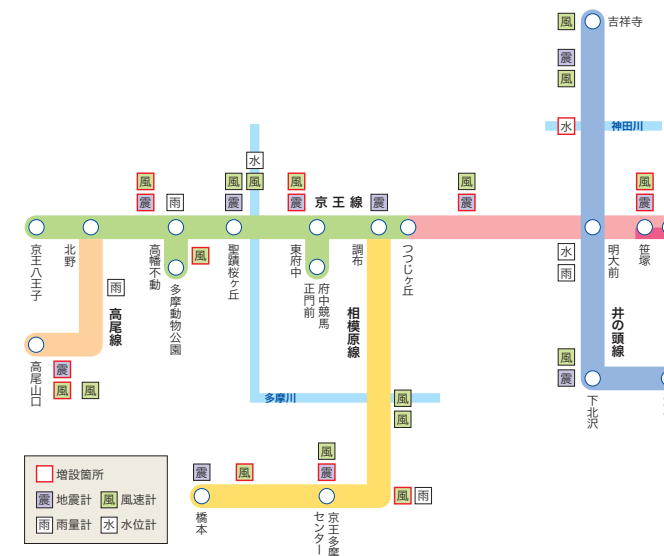 風
吉祥寺
震
風
水
神田川
水
風
風
雨
風
風
風
風
震
震
震
京王線
震
震
震
京王八王子
北野
高幡不動
聖蹟桜ヶ丘
東府中
調布
つつじヶ丘
水
明大前
笹塚
風
雨
多摩動物公園
府中競馬
正門前
雨
高尾線
相模原線
井の頭線
風
高尾山口
震
震
風
風
下北沢
多摩川
風
風
風
増設箇所
震
風
震
震 地震計
風 風速計
風
雨
雨 雨量計
水 水位計
橋本
京王多摩
センター